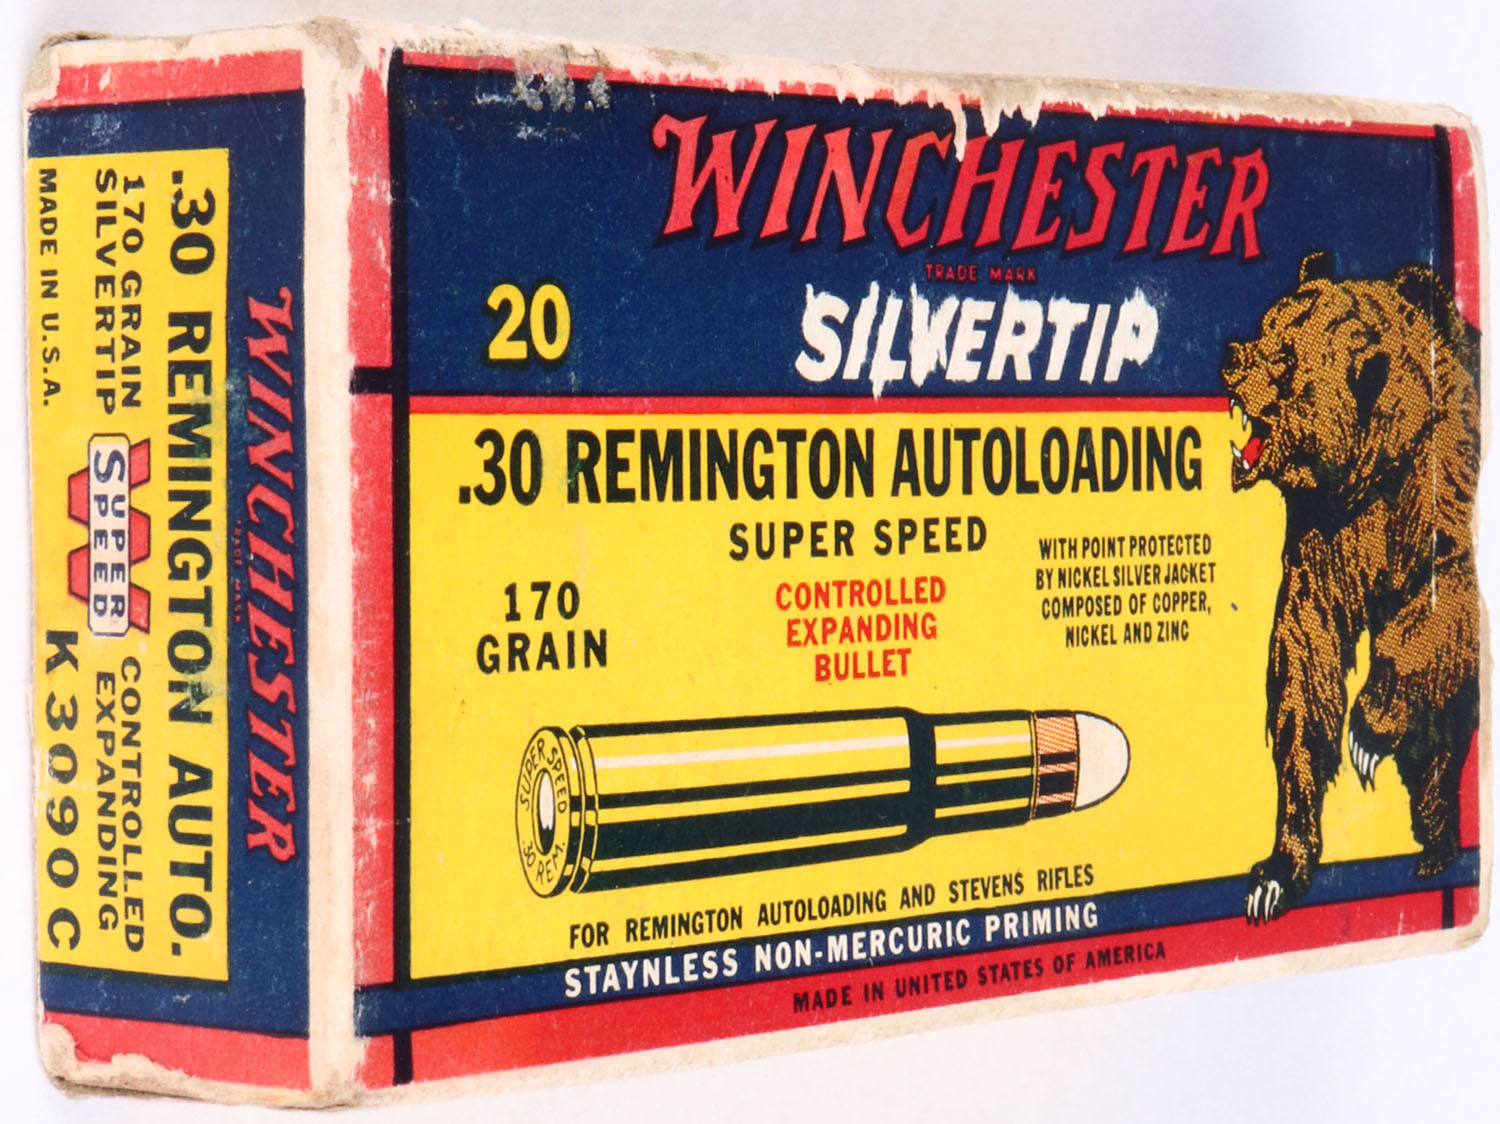 WINCHESTER
TRADE MARK
SILVERTIP
20
.30 REMINGTON AUTOLOADING
SUPER SPEED
170
GRAIN
CONTROLLED
EXPANDING
BULLET
WITH POINT PROTECTED
BY NICKEL SILVER JACKET
COMPOSED OF COPPER,
NICKEL AND ZINC
SUPER SPEED
.30 REM.
FOR REMINGTON AUTOLOADING AND STEVENS RIFLES
STAYNLESS NON-MERCURIC PRIMING
MADE IN UNITED STATES OF AMERICA
WINCHESTER
TRADE MARK
.30 REMINGTON AUTO.
170 GRAIN
SILVERTIP
W
SUPER
SPEED
CONTROLLED
EXPANDING
MADE IN U.S.A.
K3090C